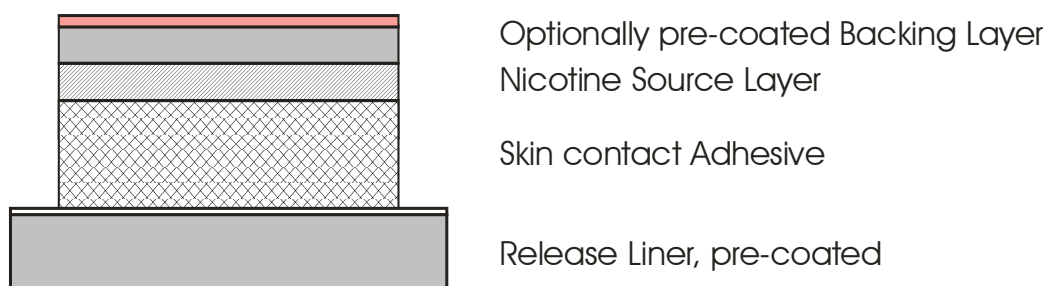 Optionally pre-coated Backing Layer
Nicotine Source Layer
Skin contact Adhesive
Release Liner, pre-coated